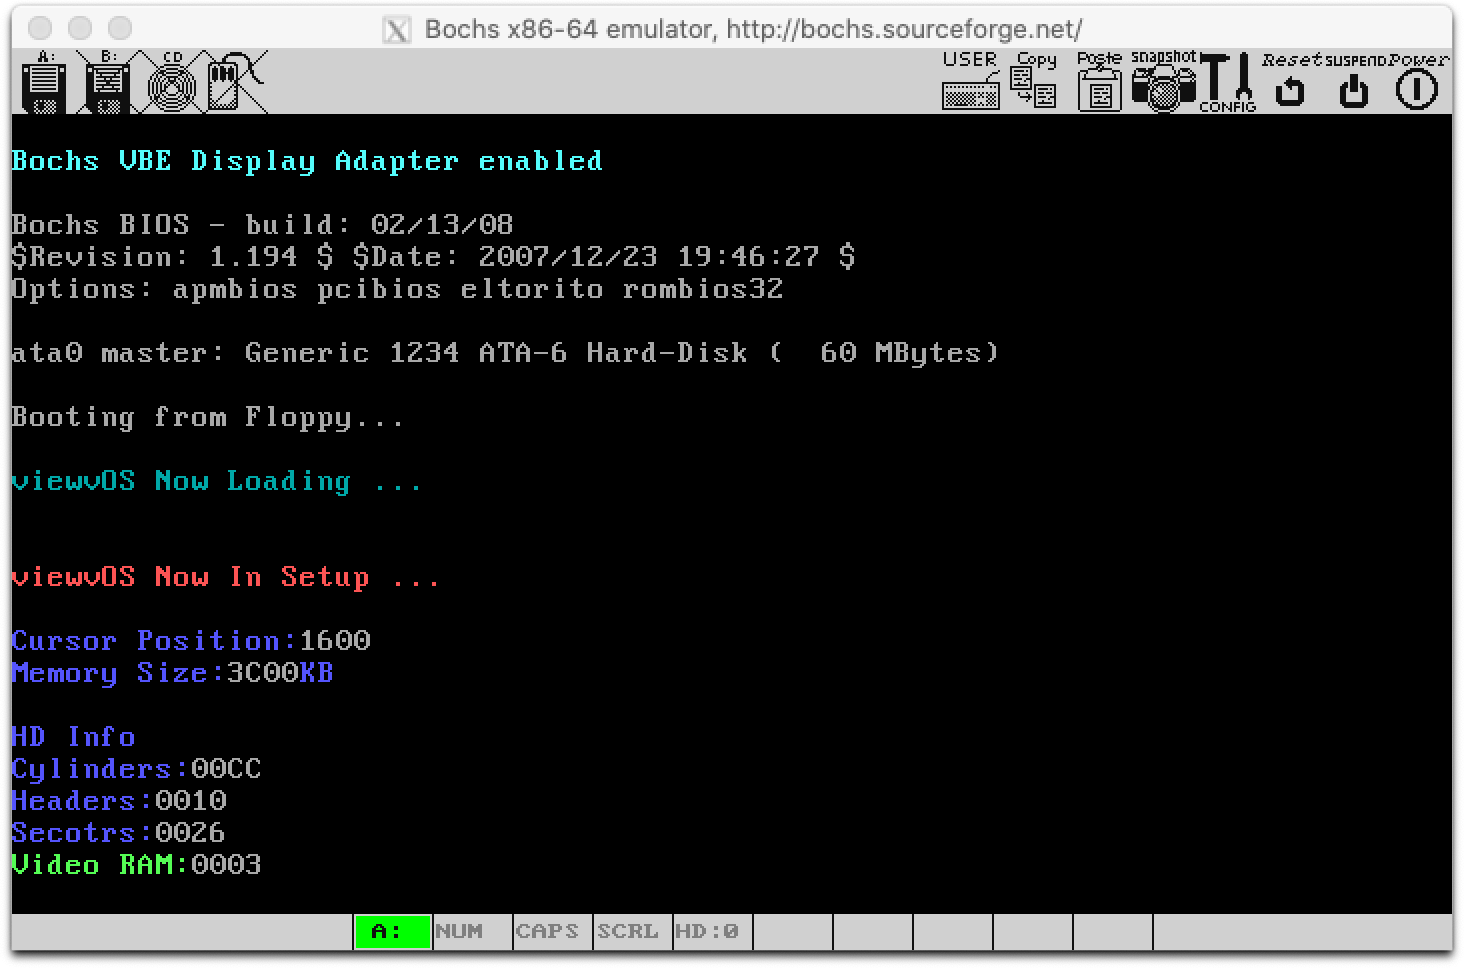 Bochs x86-64 emulator, http://bochs.sourceforge.net/
A: B: CD USER Copy Paste snapshot CONFIG Reset SUSPEND Power
Bochs VBE Display Adapter enabled
Bochs BIOS - build: 02/13/08
$Revision: 1.194 $ $Date: 2007/12/23 19:46:27 $
Options: apmbios pcibios eltorito rombios32
ata0 master: Generic 1234 ATA-6 Hard-Disk (  60 MBytes)
Booting from Floppy...
viewvOS Now Loading ...
viewvOS Now In Setup ...
Cursor Position:1600
Memory Size:3C00KB
HD Info
Cylinders:00CC
Headers:0010
Secotrs:0026
Video RAM:0003
A: NUM CAPS SCRL HD:0